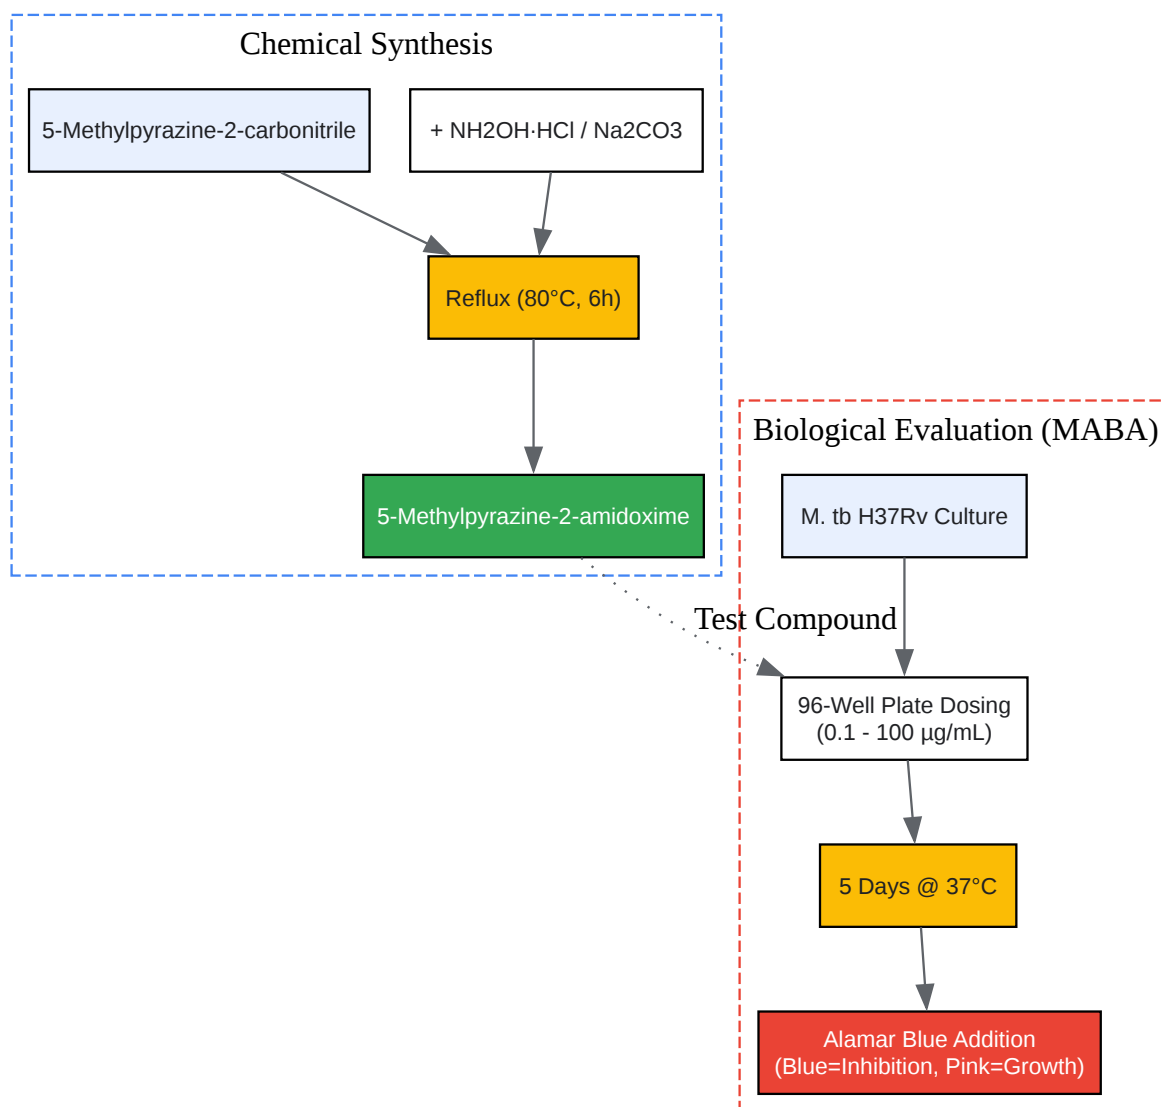 Chemical Synthesis
5-Methylpyrazine-2-carbonitrile
+ NH2OH·HCl / Na2CO3
Reflux (80°C, 6h)
5-Methylpyrazine-2-amidoxime
Biological Evaluation (MABA)
M. tb H37Rv Culture
Test Compound
96-Well Plate Dosing
(0.1 - 100 µg/mL)
5 Days @ 37°C
Alamar Blue Addition
(Blue=Inhibition, Pink=Growth)